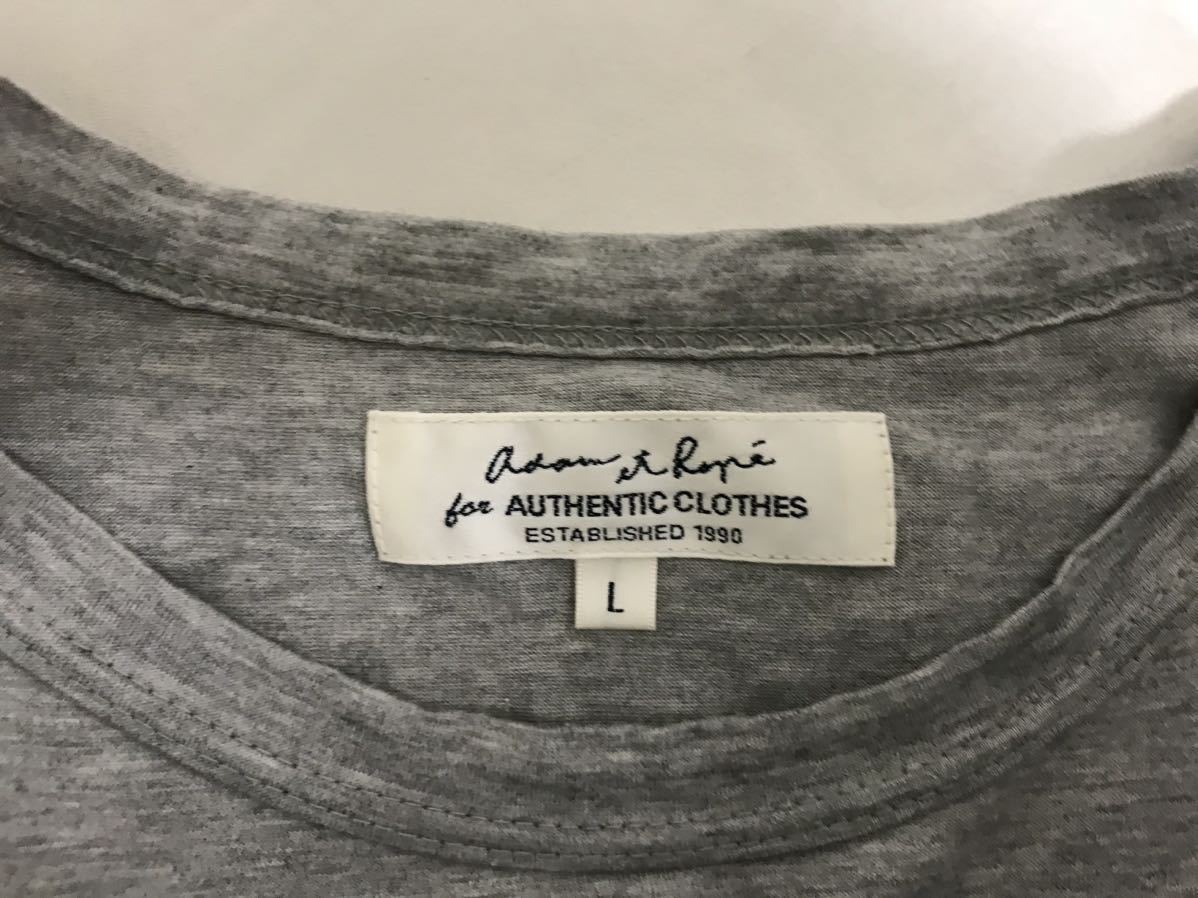 Adam et Ropé
for AUTHENTIC CLOTHES
ESTABLISHED 1990
L